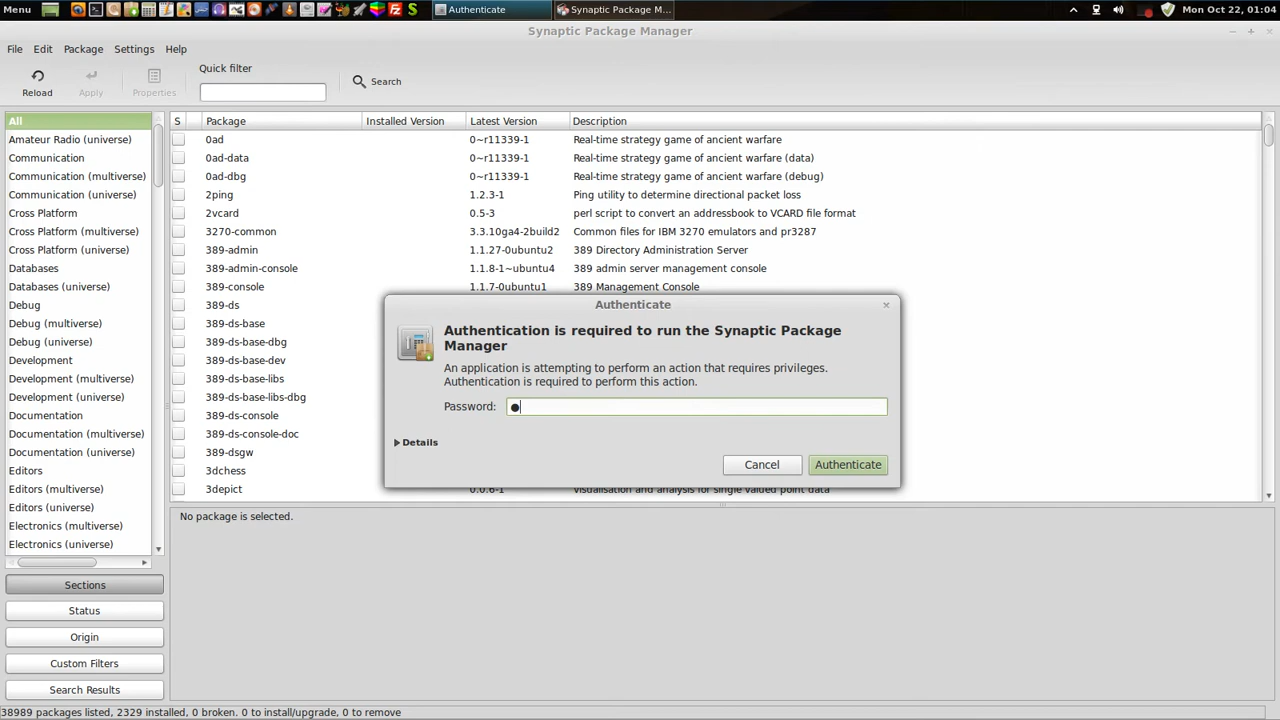 Menu Authenticate Synaptic Package M... Mon Oct 22, 01:04
Synaptic Package Manager
File Edit Package Settings Help
Quick filter
Reload Apply Properties Search
All
Amateur Radio (universe)
Communication
Communication (multiverse)
Communication (universe)
Cross Platform
Cross Platform (multiverse)
Cross Platform (universe)
Databases
Databases (universe)
Debug
Debug (multiverse)
Debug (universe)
Development
Development (multiverse)
Development (universe)
Documentation
Documentation (multiverse)
Documentation (universe)
Editors
Editors (multiverse)
Editors (universe)
Electronics (multiverse)
Electronics (universe)
Sections
Status
Origin
Custom Filters
Search Results
S Package Installed Version Latest Version Description
0ad 0~r11339-1 Real-time strategy game of ancient warfare
0ad-data 0~r11339-1 Real-time strategy game of ancient warfare (data)
0ad-dbg 0~r11339-1 Real-time strategy game of ancient warfare (debug)
2ping 1.2.3-1 Ping utility to determine directional packet loss
2vcard 0.5-3 perl script to convert an addressbook to VCARD file format
3270-common 3.3.10ga4-2build2 Common files for IBM 3270 emulators and pr3287
389-admin 1.1.27-0ubuntu2 389 Directory Administration Server
389-admin-console 1.1.8-1~ubuntu4 389 admin server management console
389-console 1.1.7-0ubuntu1 389 Management Console
389-ds
389-ds-base
389-ds-base-dbg
389-ds-base-dev
389-ds-base-libs
389-ds-base-libs-dbg
389-ds-console
389-ds-console-doc
389-dsgw
3dchess
3depict 0.0.6-1 Visualisation and analysis for single valued point data
Authenticate
Authentication is required to run the Synaptic Package
Manager
An application is attempting to perform an action that requires privileges.
Authentication is required to perform this action.
Password:
Details
Cancel Authenticate
No package is selected.
38989 packages listed, 2329 installed, 0 broken. 0 to install/upgrade, 0 to remove